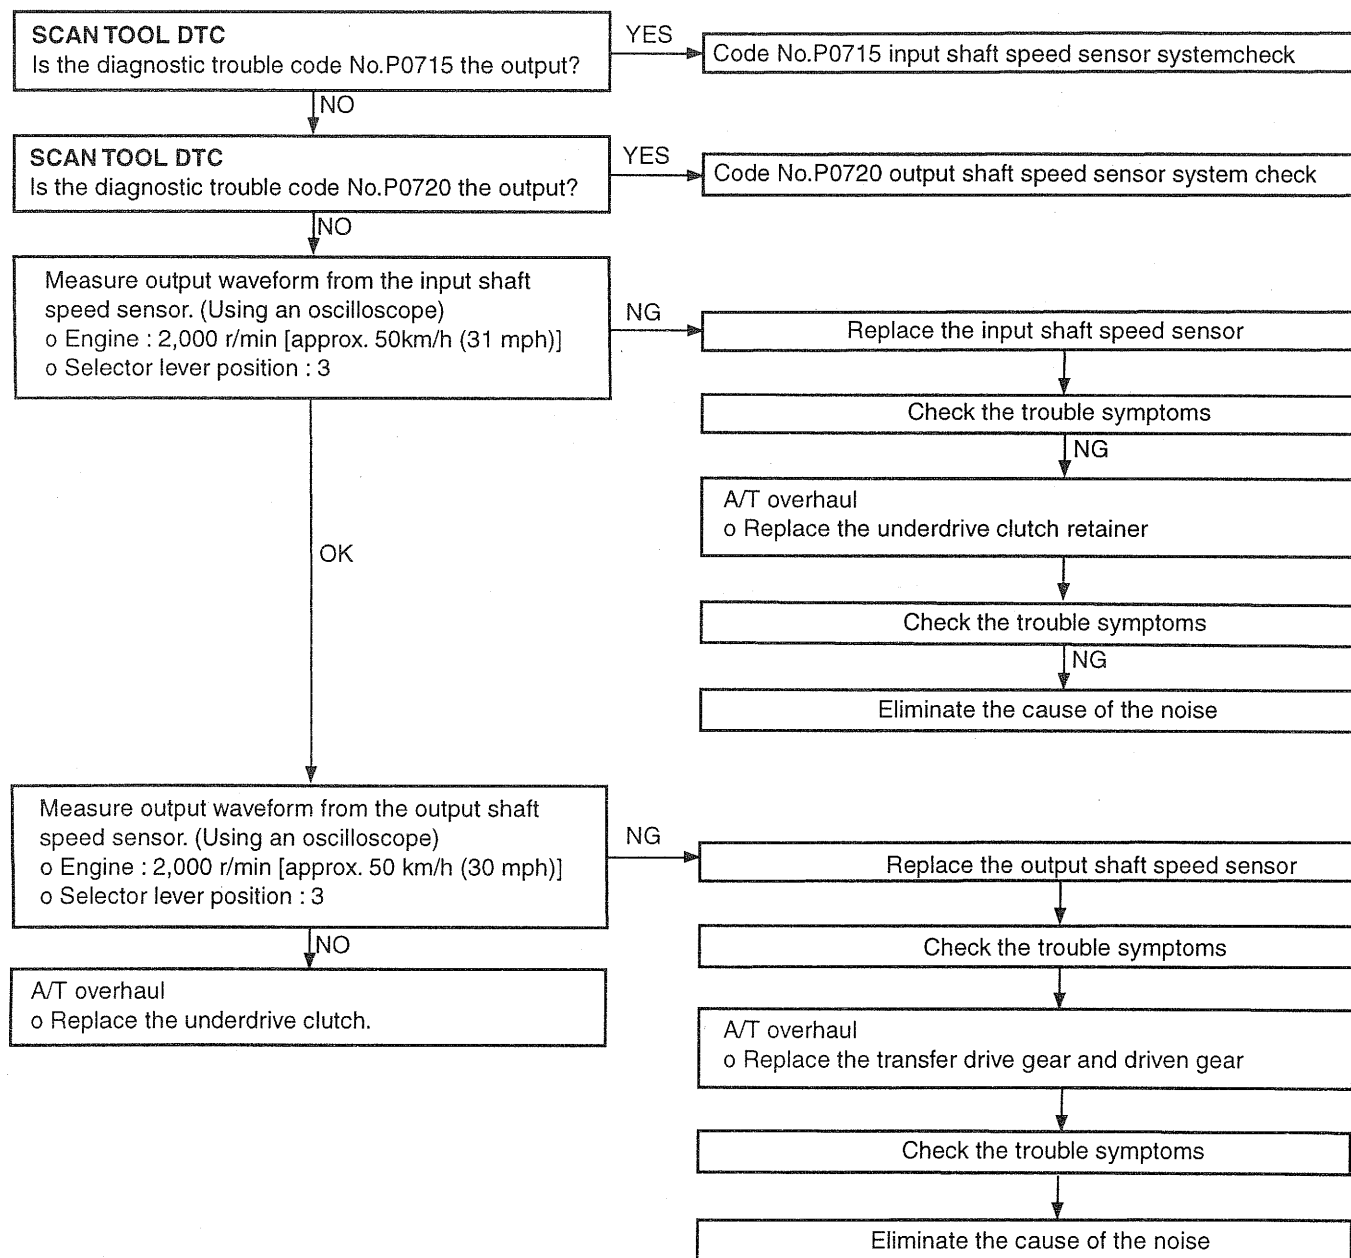 SCAN TOOL DTC
Is the diagnostic trouble code No.P0715 the output?
YES
Code No.P0715 input shaft speed sensor systemcheck
NO
SCAN TOOL DTC
Is the diagnostic trouble code No.P0720 the output?
YES
Code No.P0720 output shaft speed sensor system check
NO
Measure output waveform from the input shaft
speed sensor. (Using an oscilloscope)
o Engine : 2,000 r/min [approx. 50km/h (31 mph)]
o Selector lever position : 3
NG
Replace the input shaft speed sensor
Check the trouble symptoms
NG
A/T overhaul
o Replace the underdrive clutch retainer
Check the trouble symptoms
NG
Eliminate the cause of the noise
OK
Measure output waveform from the output shaft
speed sensor. (Using an oscilloscope)
o Engine : 2,000 r/min [approx. 50 km/h (30 mph)]
o Selector lever position : 3
NG
Replace the output shaft speed sensor
Check the trouble symptoms
A/T overhaul
o Replace the transfer drive gear and driven gear
Check the trouble symptoms
Eliminate the cause of the noise
NO
A/T overhaul
o Replace the underdrive clutch.